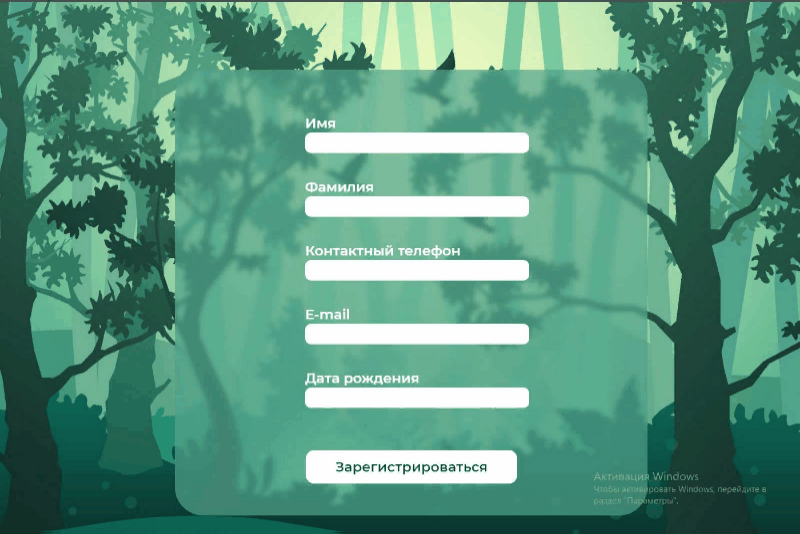 Имя
Фамилия
Контактный телефон
E-mail
Дата рождения
Зарегистрироваться
Активация Windows
Чтобы активировать Windows, перейдите в
раздел "Параметры".